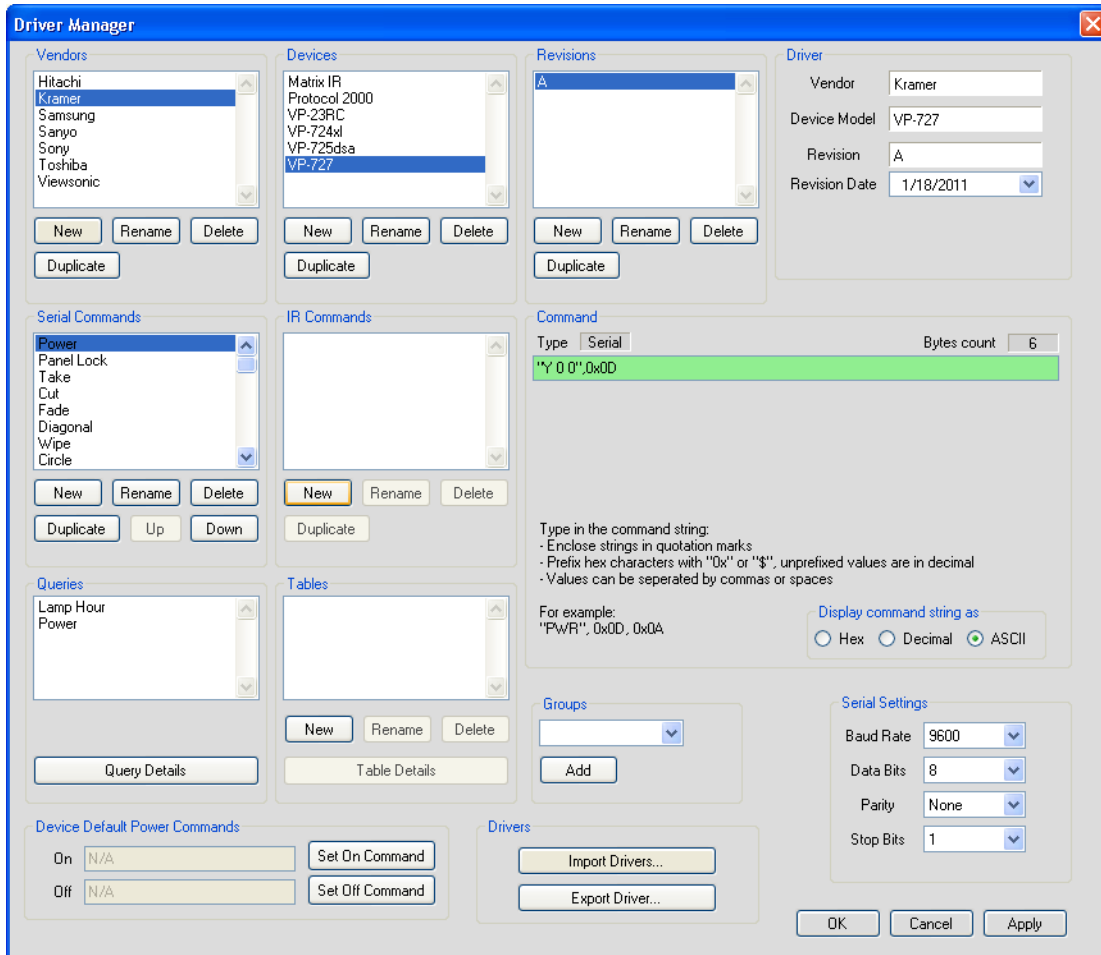 Driver Manager
Vendors
Hitachi
Kramer
Samsung
Sanyo
Sony
Toshiba
Viewsonic
New Rename Delete
Duplicate
Devices
Matrix IR
Protocol 2000
VP-23RC
VP-724xl
VP-725dsa
VP-727
New Rename Delete
Duplicate
Revisions
A
New Rename Delete
Duplicate
Driver
Vendor Kramer
Device Model VP-727
Revision A
Revision Date 1/18/2011
Serial Commands
Power
Panel Lock
Take
Cut
Fade
Diagonal
Wipe
Circle
New Rename Delete
Duplicate Up Down
IR Commands
New Rename Delete
Duplicate
Command
Type Serial Bytes count 6
"Y 0 0",0x0D
Type in the command string:
- Enclose strings in quotation marks
- Prefix hex characters with "0x" or "$", unprefixed values are in decimal
- Values can be seperated by commas or spaces
For example:
"PWR", 0x0D, 0x0A
Display command string as
Hex Decimal ASCII
Queries
Lamp Hour
Power
Query Details
Tables
New Rename Delete
Table Details
Groups
Add
Serial Settings
Baud Rate 9600
Data Bits 8
Parity None
Stop Bits 1
Device Default Power Commands
On N/A Set On Command
Off N/A Set Off Command
Drivers
Import Drivers...
Export Driver...
OK Cancel Apply